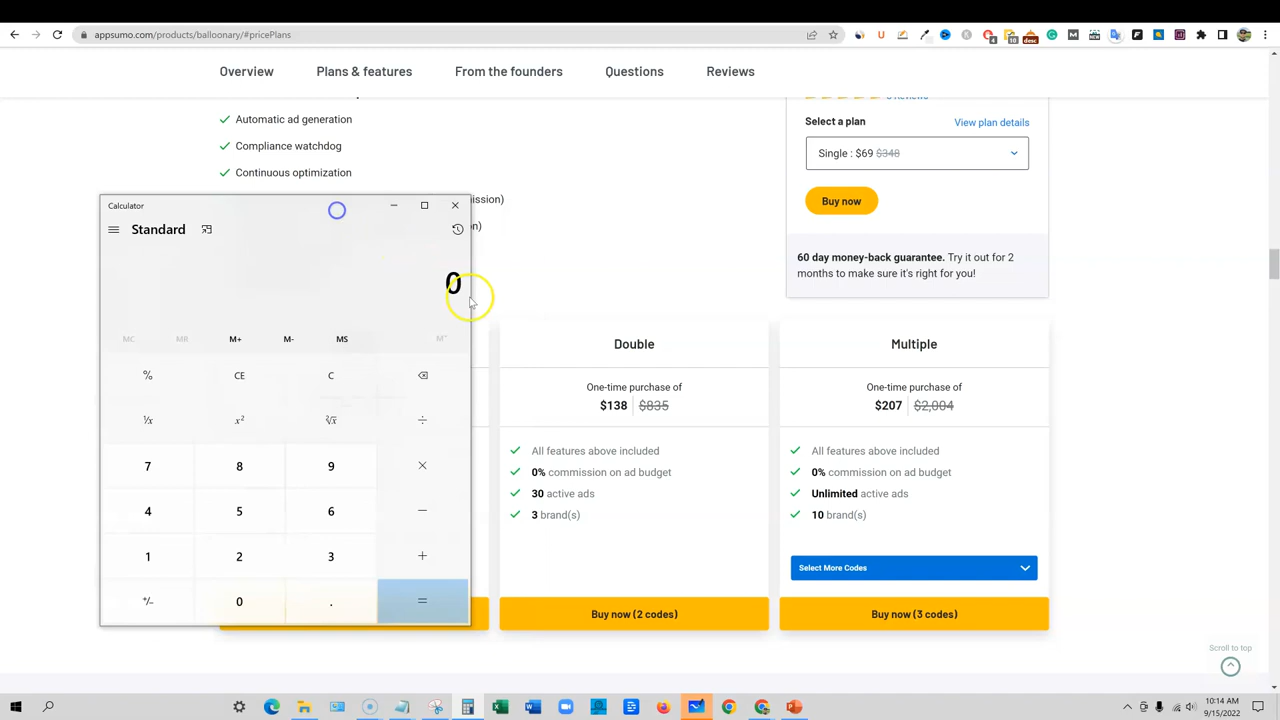 appsumo.com/products/balloonary/#pricePlans
Overview
Plans & features
From the founders
Questions
Reviews
Automatic ad generation
Compliance watchdog
Continuous optimization
Select a plan
View plan details
Single : $69 $348
Buy now
60 day money-back guarantee. Try it out for 2
months to make sure it's right for you!
Calculator
Standard
0
MC MR M+ M- MS
% CE C
¹/x x²
7 8 9 ×
4 5 6 −
1 2 3 +
+/− 0 . =
Double
One-time purchase of
$138 $835
All features above included
0% commission on ad budget
30 active ads
3 brand(s)
Buy now (2 codes)
Multiple
One-time purchase of
$207 $2,004
All features above included
0% commission on ad budget
Unlimited active ads
10 brand(s)
Select More Codes
Buy now (3 codes)
Scroll to top
10:14 AM
9/15/2022